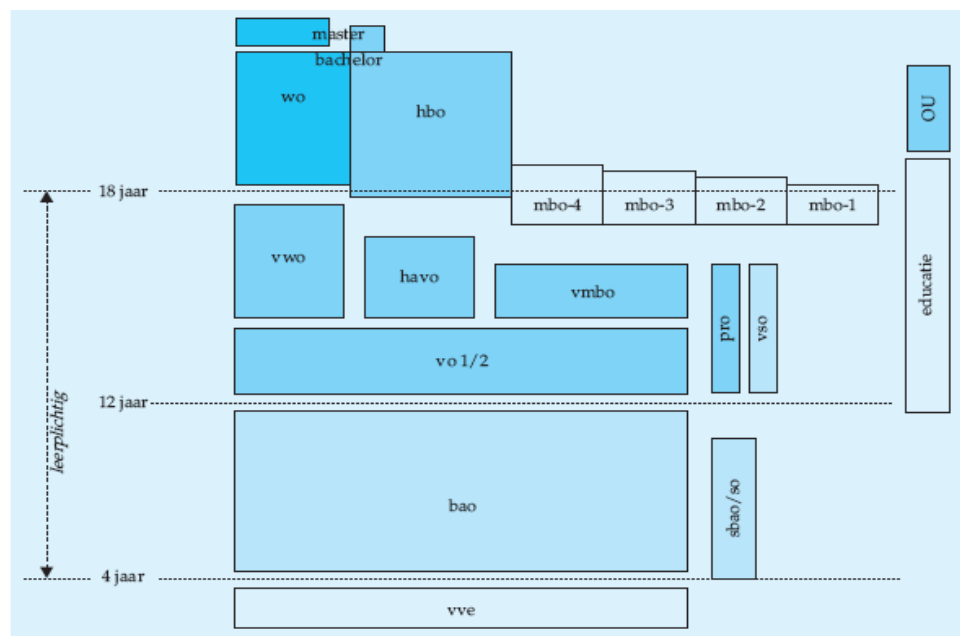 master
bachelor
wo
hbo
OU
18 jaar
mbo-4
mbo-3
mbo-2
mbo-1
vwo
havo
vmbo
pro
vso
educatie
vo 1/2
12 jaar
leerplichtig
bao
sbao/so
4 jaar
vve